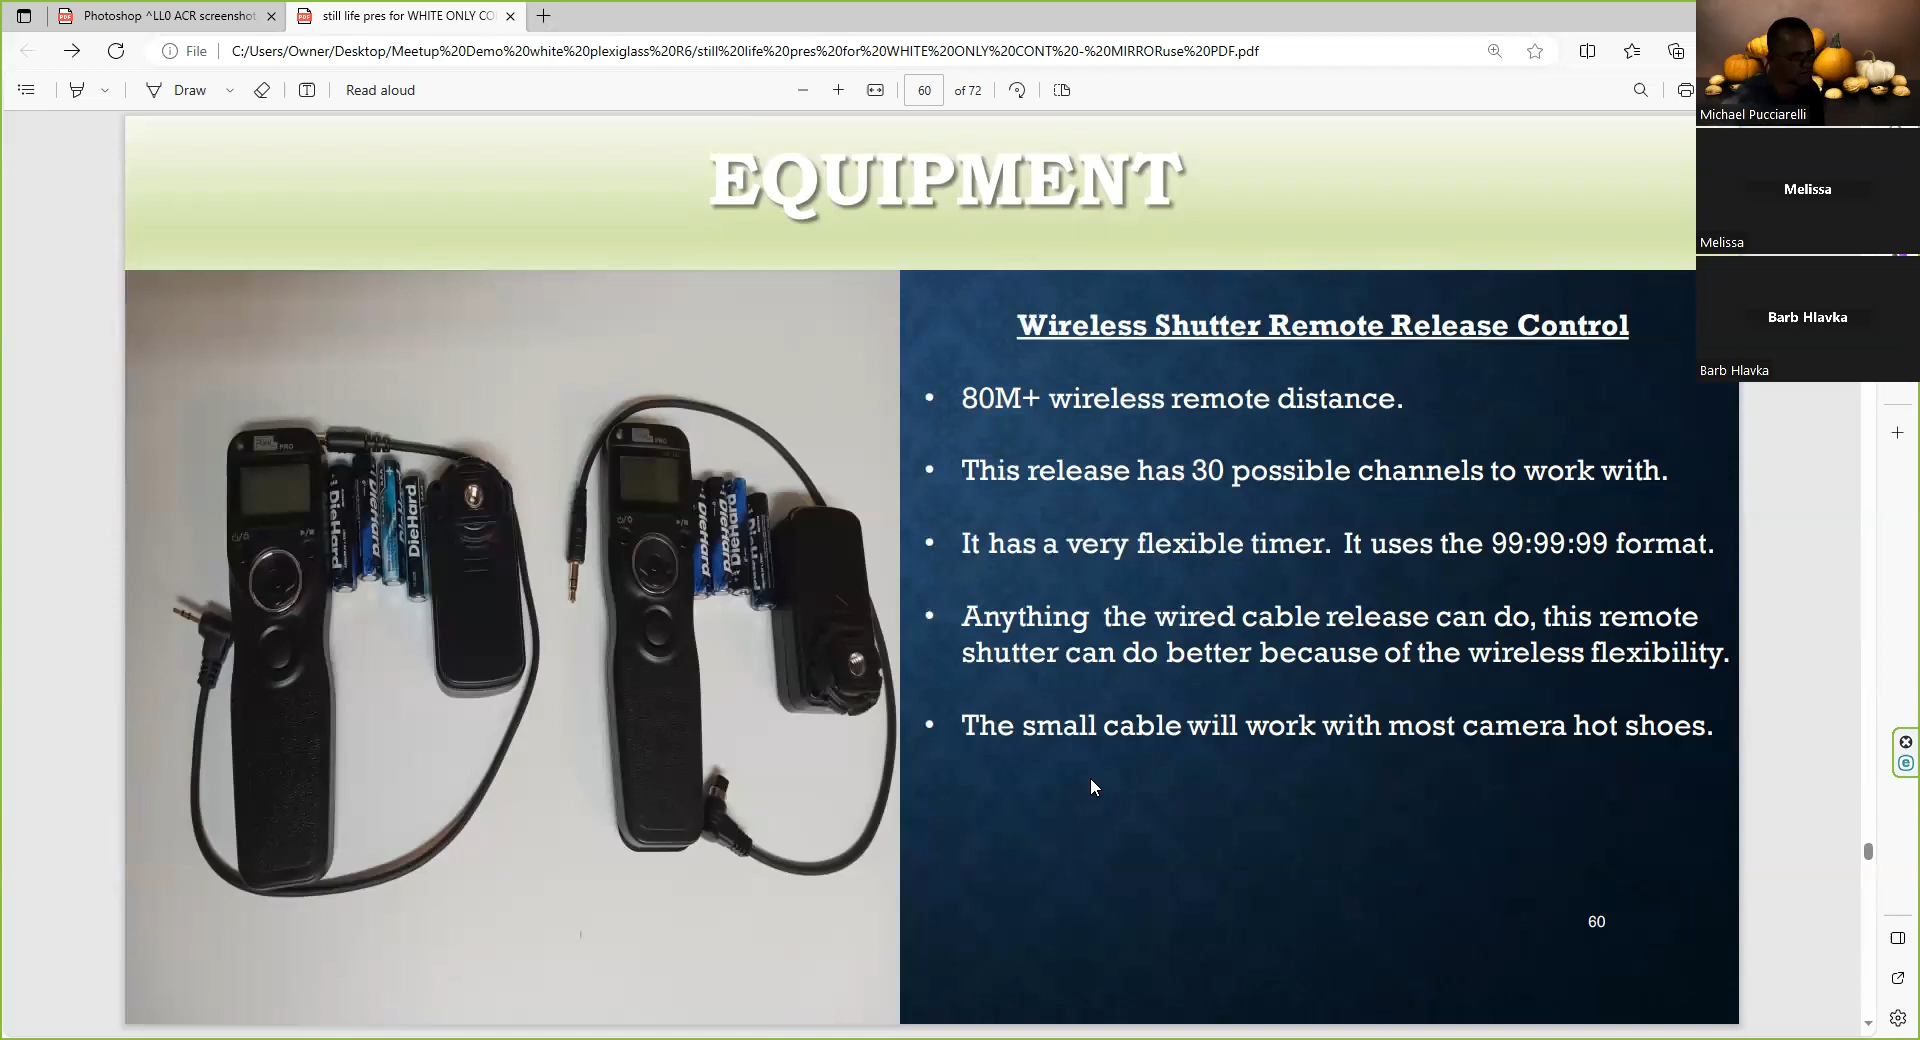 Photoshop ^LL0 ACR screenshot
still life pres for WHITE ONLY CO
File
C:/Users/Owner/Desktop/Meetup%20Demo%20white%20plexiglass%20R6/still%20life%20pres%20for%20WHITE%20ONLY%20CONT%20-%20MIRRORuse%20PDF.pdf
Draw
Read aloud
60
of 72
Michael Pucciarelli
Melissa
Melissa
Barb Hlavka
Barb Hlavka
EQUIPMENT
PRO
DieHard
DieHard
DieHard
PRO
DieHard
DieHard
Wireless Shutter Remote Release Control
• 80M+ wireless remote distance.
• This release has 30 possible channels to work with.
• It has a very flexible timer. It uses the 99:99:99 format.
• Anything the wired cable release can do, this remote
shutter can do better because of the wireless flexibility.
• The small cable will work with most camera hot shoes.
60